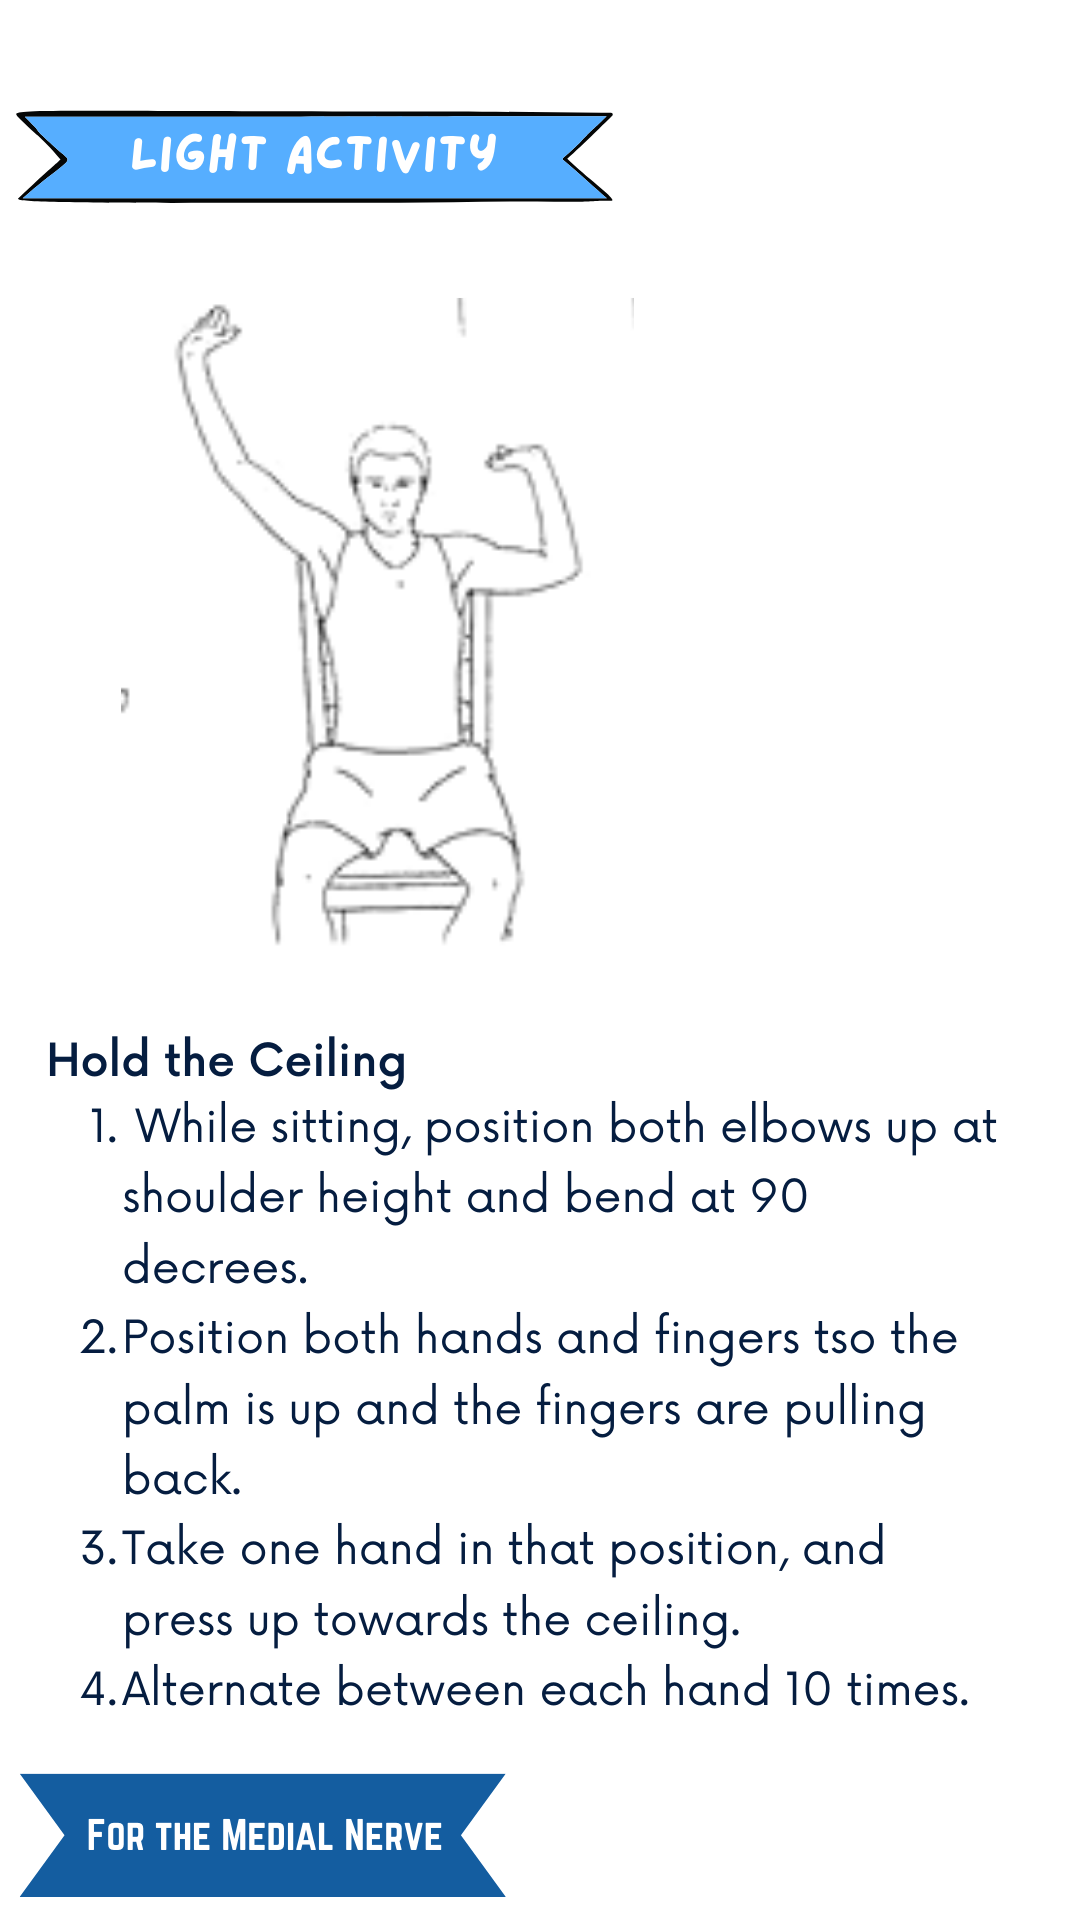 LIGHT ACTIVITY
Hold the Ceiling
1. While sitting, position both elbows up at
shoulder height and bend at 90
decrees.
2. Position both hands and fingers tso the
palm is up and the fingers are pulling
back.
3. Take one hand in that position, and
press up towards the ceiling.
4. Alternate between each hand 10 times.
FOR THE MEDIAL NERVE